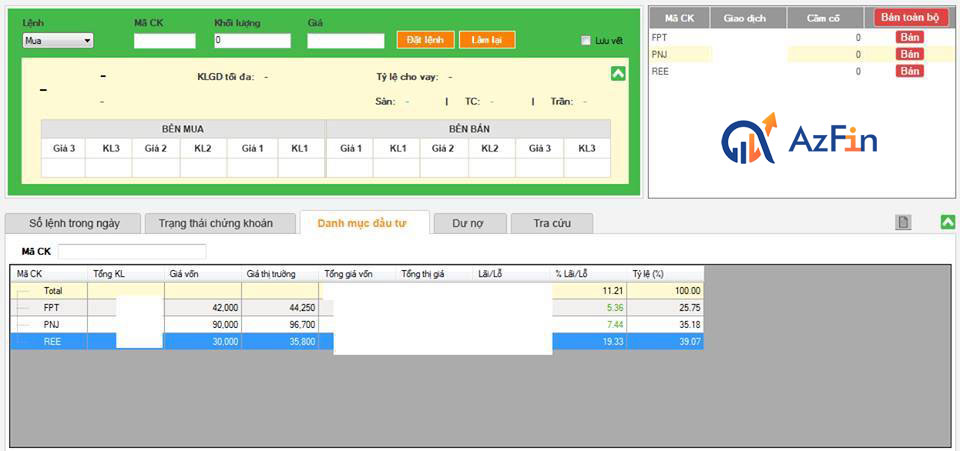 Lệnh Mã CK Khối lượng Giá
Mua 0 Đặt lệnh Làm lại Lưu vết
- KLGD tối đa: - Tỷ lệ cho vay: -
-
- Sàn: - | TC: - | Trần: -
BÊN MUA BÊN BÁN
Giá 3 KL3 Giá 2 KL2 Giá 1 KL1 Giá 1 KL1 Giá 2 KL2 Giá 3 KL3
Mã CK Giao dịch Cầm cố Bán toàn bộ
FPT 0 Bán
PNJ 0 Bán
REE 0 Bán
AzFin
Sổ lệnh trong ngày Trạng thái chứng khoán Danh mục đầu tư Dư nợ Tra cứu
Mã CK
Mã CK Tổng KL Giá vốn Giá thị trường Tổng giá vốn Tổng thị giá Lãi/Lỗ % Lãi/Lỗ Tỷ lệ (%)
Total 11.21 100.00
FPT 42,000 44,250 5.36 25.75
PNJ 90,000 96,700 7.44 35.18
REE 30,000 35,800 19.33 39.07